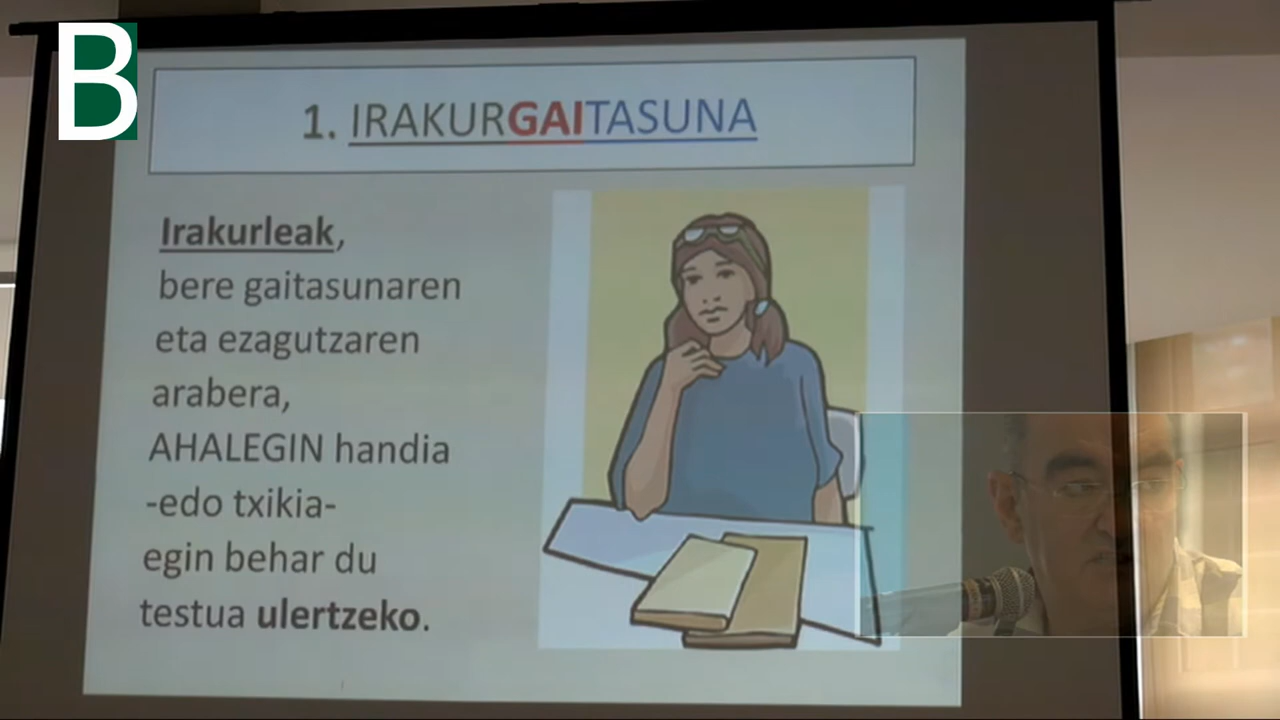 B
1. IRAKURGAITASUNA
Irakurleak,
bere gaitasunaren
eta ezagutzaren
arabera,
AHALEGIN handia
-edo txikia-
egin behar du
testua ulertzeko.